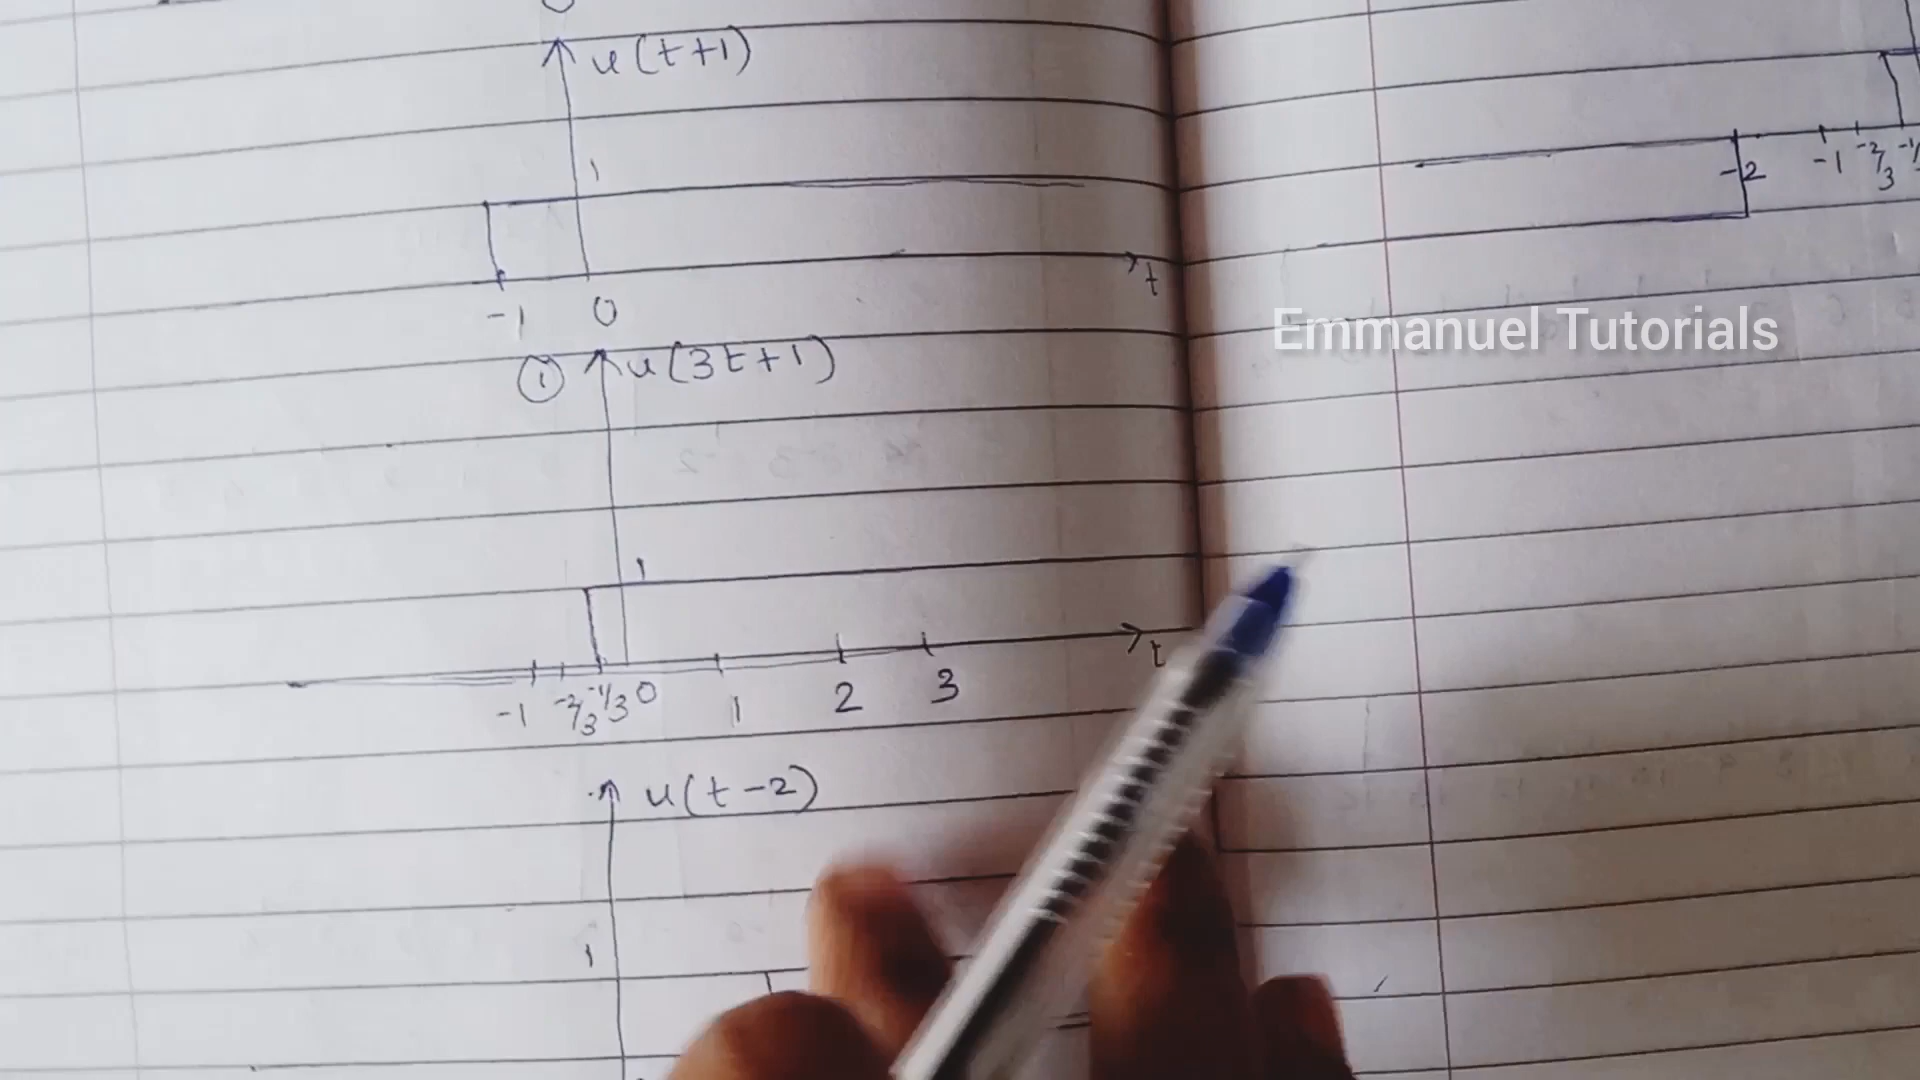 u(t+1)
1
t
-1 0
① u(3t+1)
1
t
-1 -2/3 -1/3 0 1 2 3
u(t-2)
1
-2 -1 -2/3
Emmanuel Tutorials